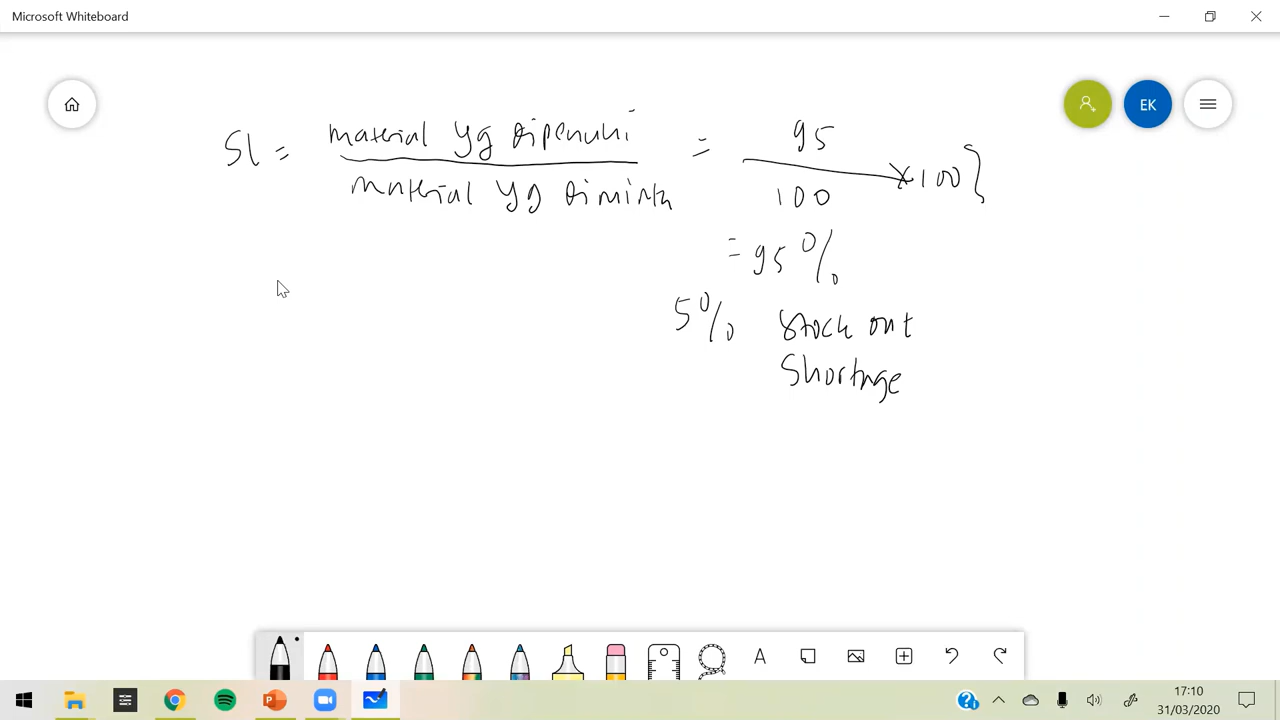 Microsoft Whiteboard
EK
Sl = material yg dipenuhi / material yg diminta = 95 / 100 × 100%
= 95%
5% Stock out
Shortage
A
P
17:10
31/03/2020